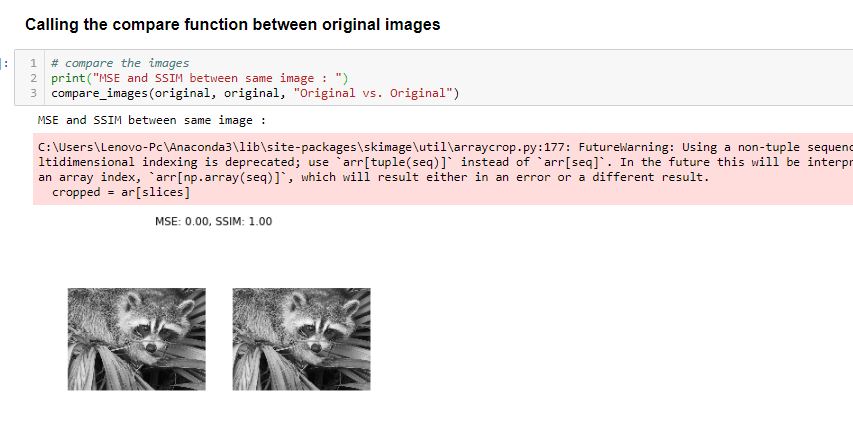 Calling the compare function between original images
]:
1 # compare the images
2 print("MSE and SSIM between same image : ")
3 compare_images(original, original, "Original vs. Original")
MSE and SSIM between same image :
C:\Users\Lenovo-Pc\Anaconda3\lib\site-packages\skimage\util\arraycrop.py:177: FutureWarning: Using a non-tuple sequenc
ltidimensional indexing is deprecated; use `arr[tuple(seq)]` instead of `arr[seq]`. In the future this will be interpr
an array index, `arr[np.array(seq)]`, which will result either in an error or a different result.
cropped = ar[slices]
MSE: 0.00, SSIM: 1.00